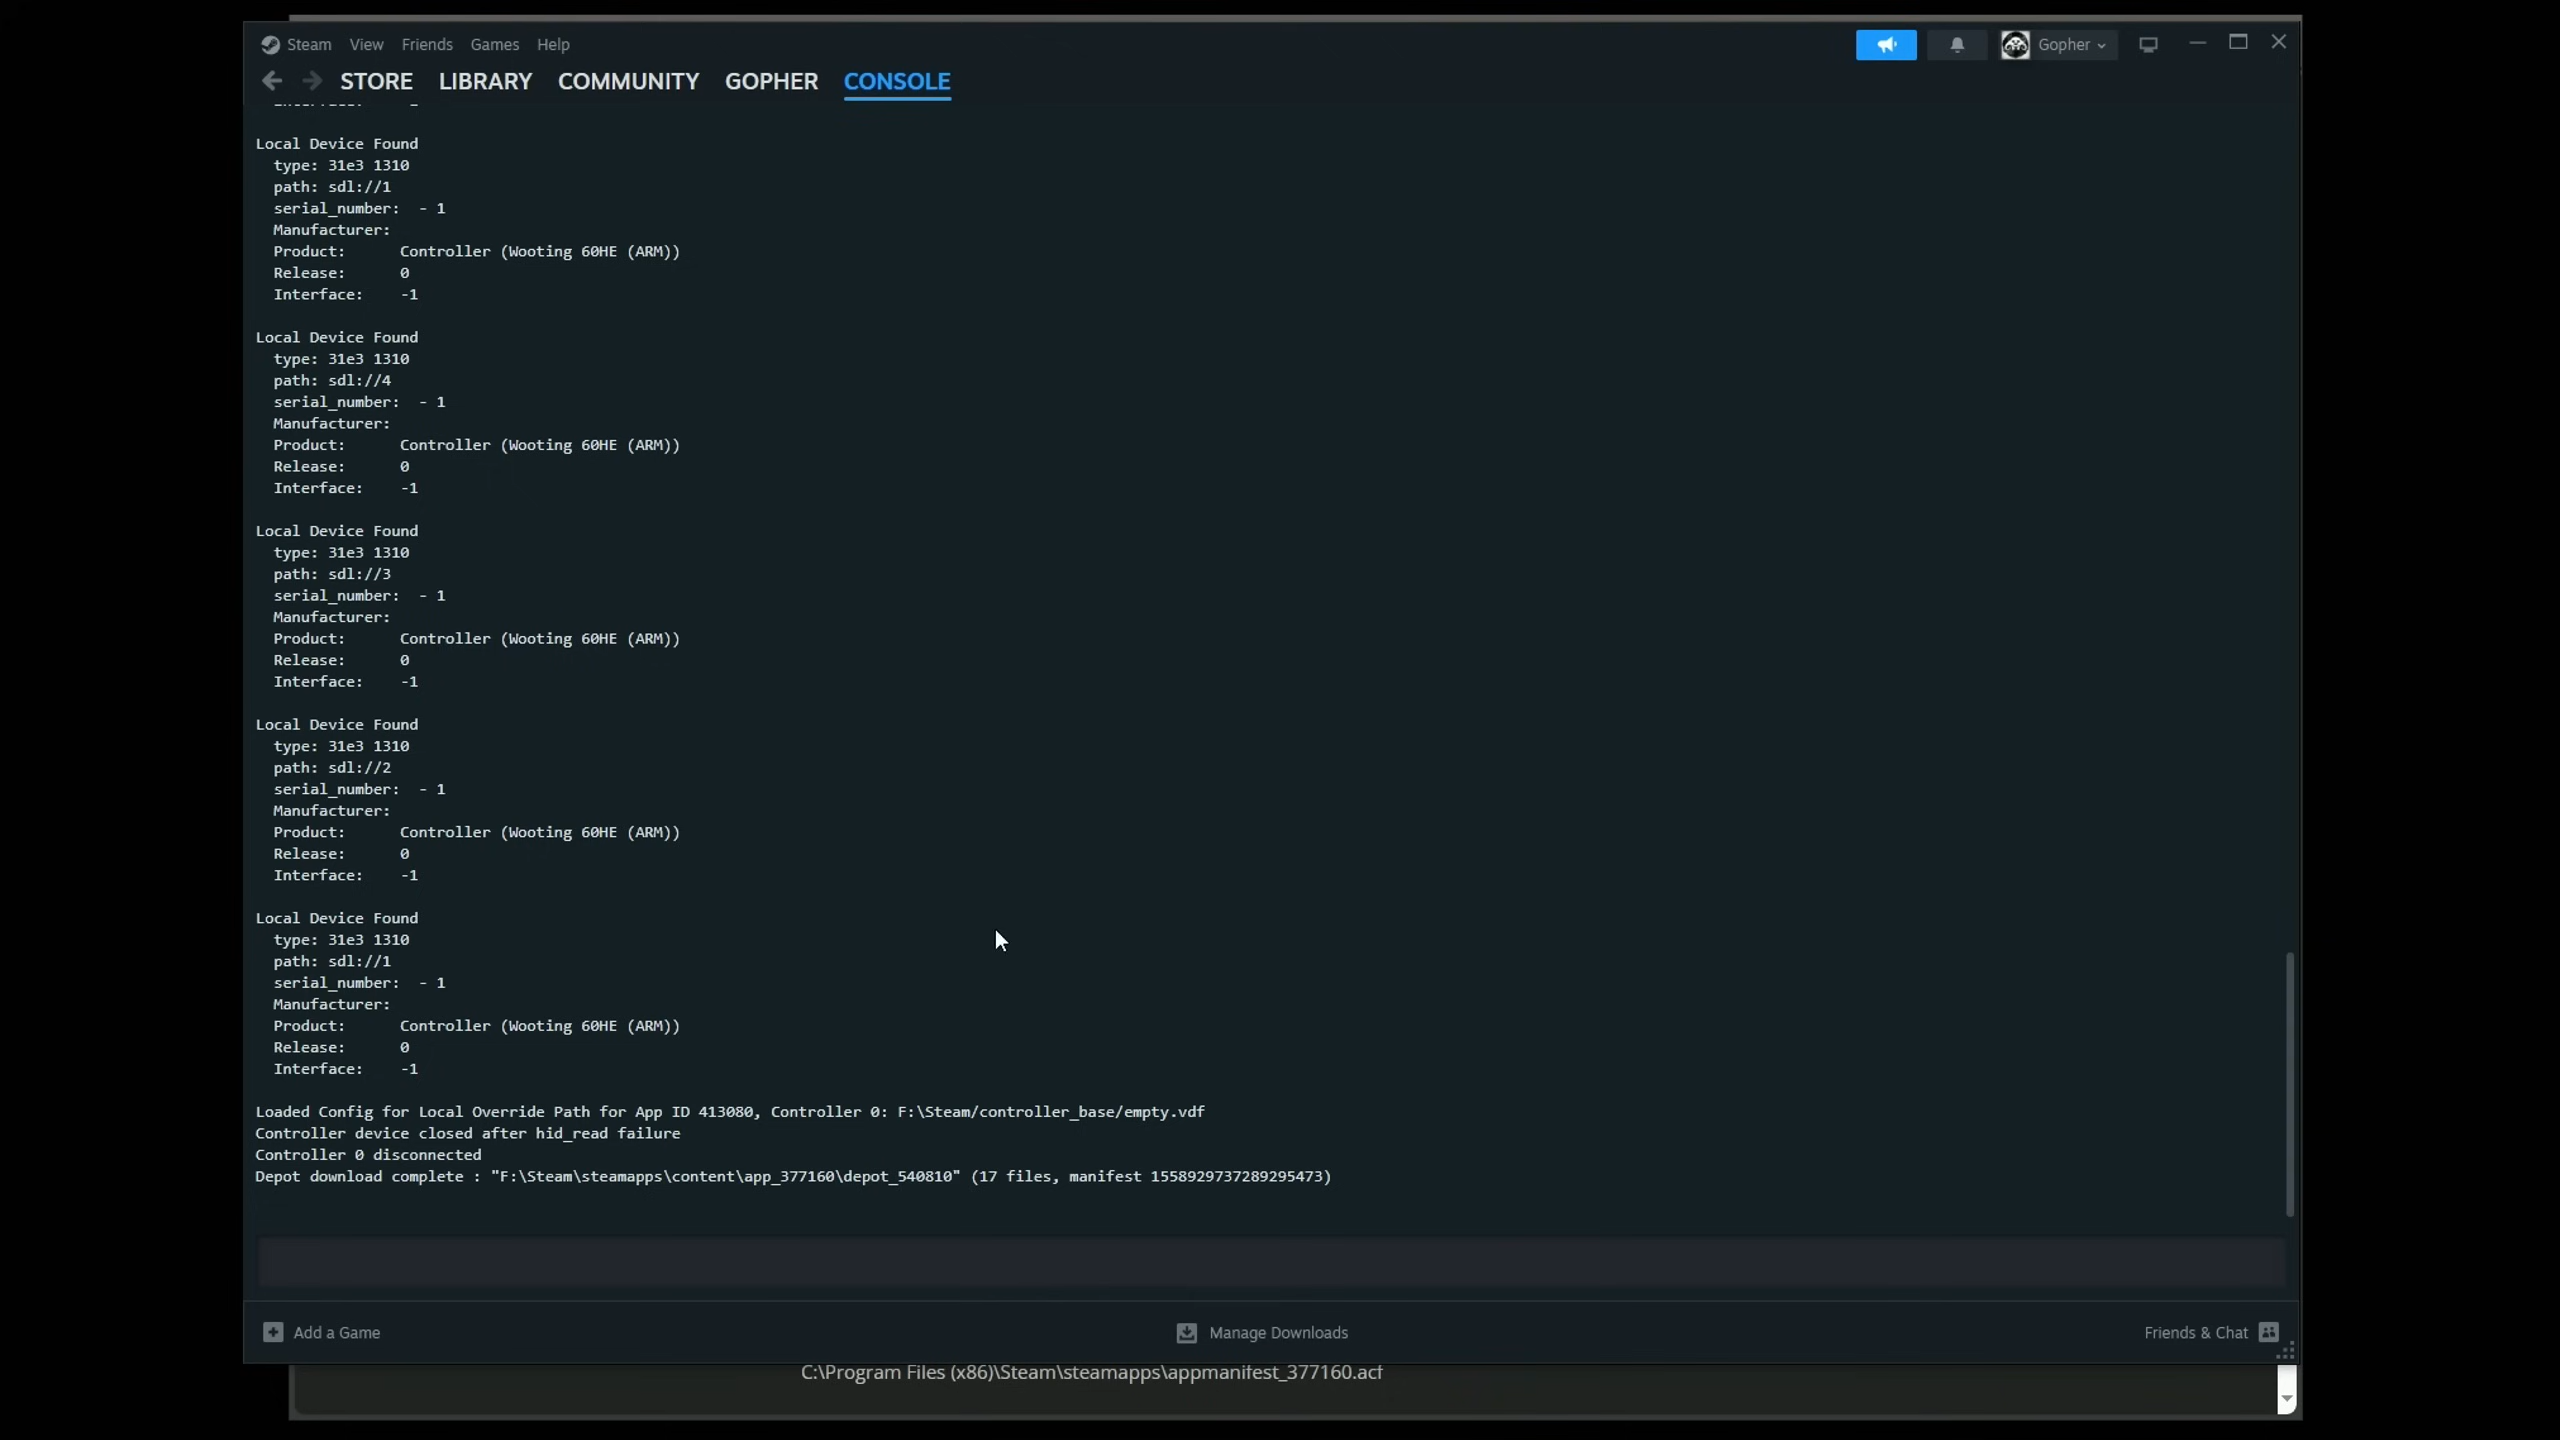 Steam View Friends Games Help Gopher
STORE LIBRARY COMMUNITY GOPHER CONSOLE
Local Device Found
type: 31e3 1310
path: sdl://1
serial_number:  - 1
Manufacturer:
Product: Controller (Wooting 60HE (ARM))
Release: 0
Interface: -1
Local Device Found
type: 31e3 1310
path: sdl://4
serial_number:  - 1
Manufacturer:
Product: Controller (Wooting 60HE (ARM))
Release: 0
Interface: -1
Local Device Found
type: 31e3 1310
path: sdl://3
serial_number:  - 1
Manufacturer:
Product: Controller (Wooting 60HE (ARM))
Release: 0
Interface: -1
Local Device Found
type: 31e3 1310
path: sdl://2
serial_number:  - 1
Manufacturer:
Product: Controller (Wooting 60HE (ARM))
Release: 0
Interface: -1
Local Device Found
type: 31e3 1310
path: sdl://1
serial_number:  - 1
Manufacturer:
Product: Controller (Wooting 60HE (ARM))
Release: 0
Interface: -1
Loaded Config for Local Override Path for App ID 413080, Controller 0: F:\Steam/controller_base/empty.vdf
Controller device closed after hid_read failure
Controller 0 disconnected
Depot download complete : "F:\Steam\steamapps\content\app_377160\depot_540810" (17 files, manifest 1558929737289295473)
Add a Game Manage Downloads Friends & Chat
C:\Program Files (x86)\Steam\steamapps\appmanifest_377160.acf